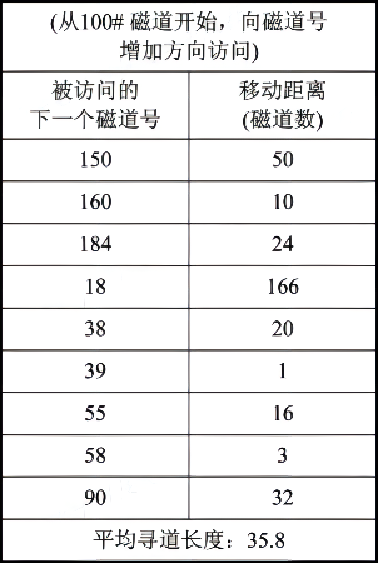 (从100# 磁道开始，向磁道号
增加方向访问)
被访问的
下一个磁道号
移动距离
(磁道数)
150 50
160 10
184 24
18 166
38 20
39 1
55 16
58 3
90 32
平均寻道长度：35.8